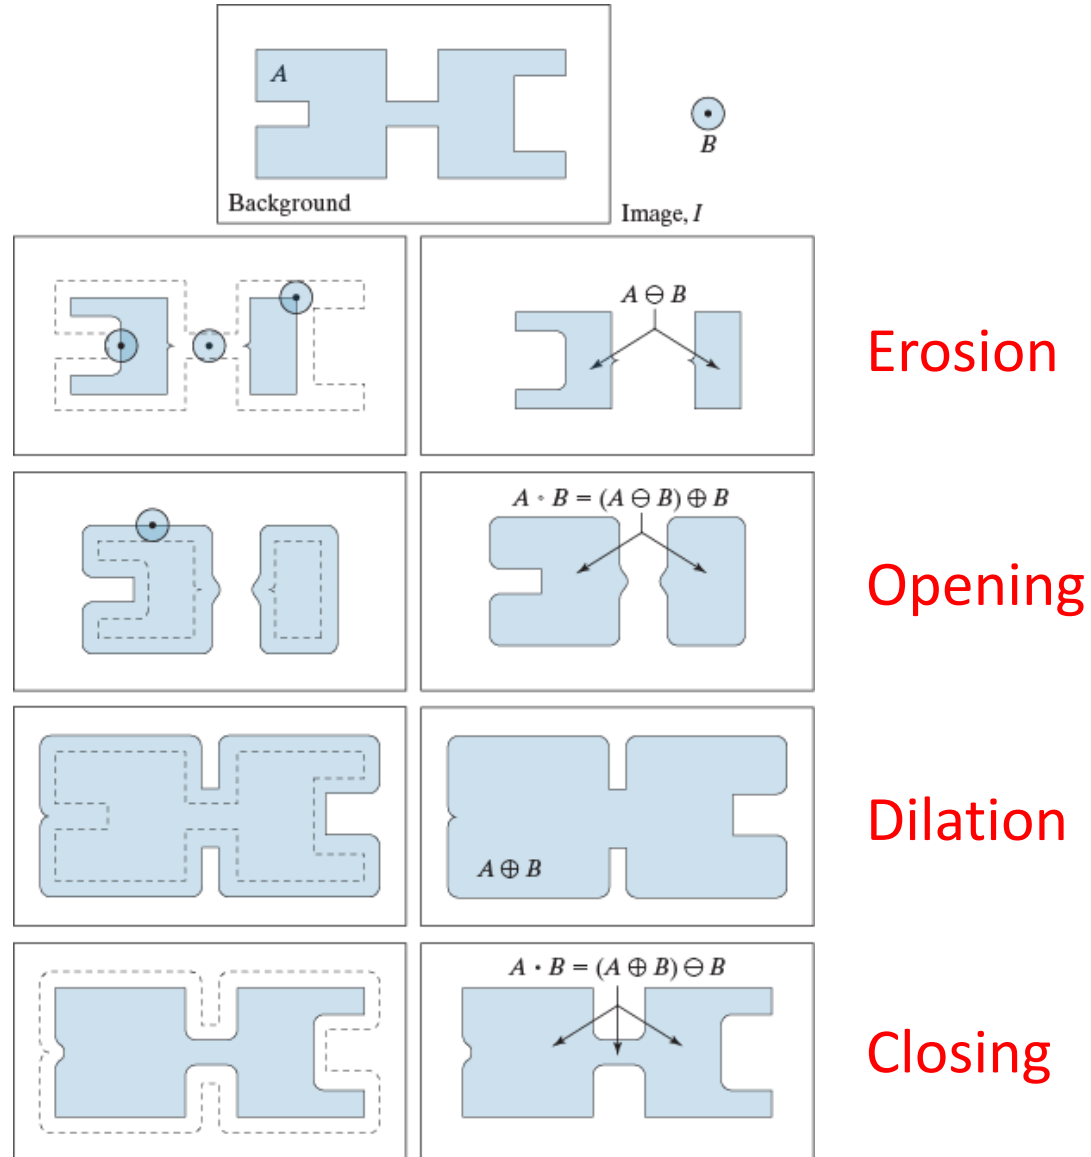 A
B
Background
Image, I
A ⊖ B
Erosion
A ∘ B = (A ⊖ B) ⊕ B
Opening
A ⊕ B
Dilation
A • B = (A ⊕ B) ⊖ B
Closing